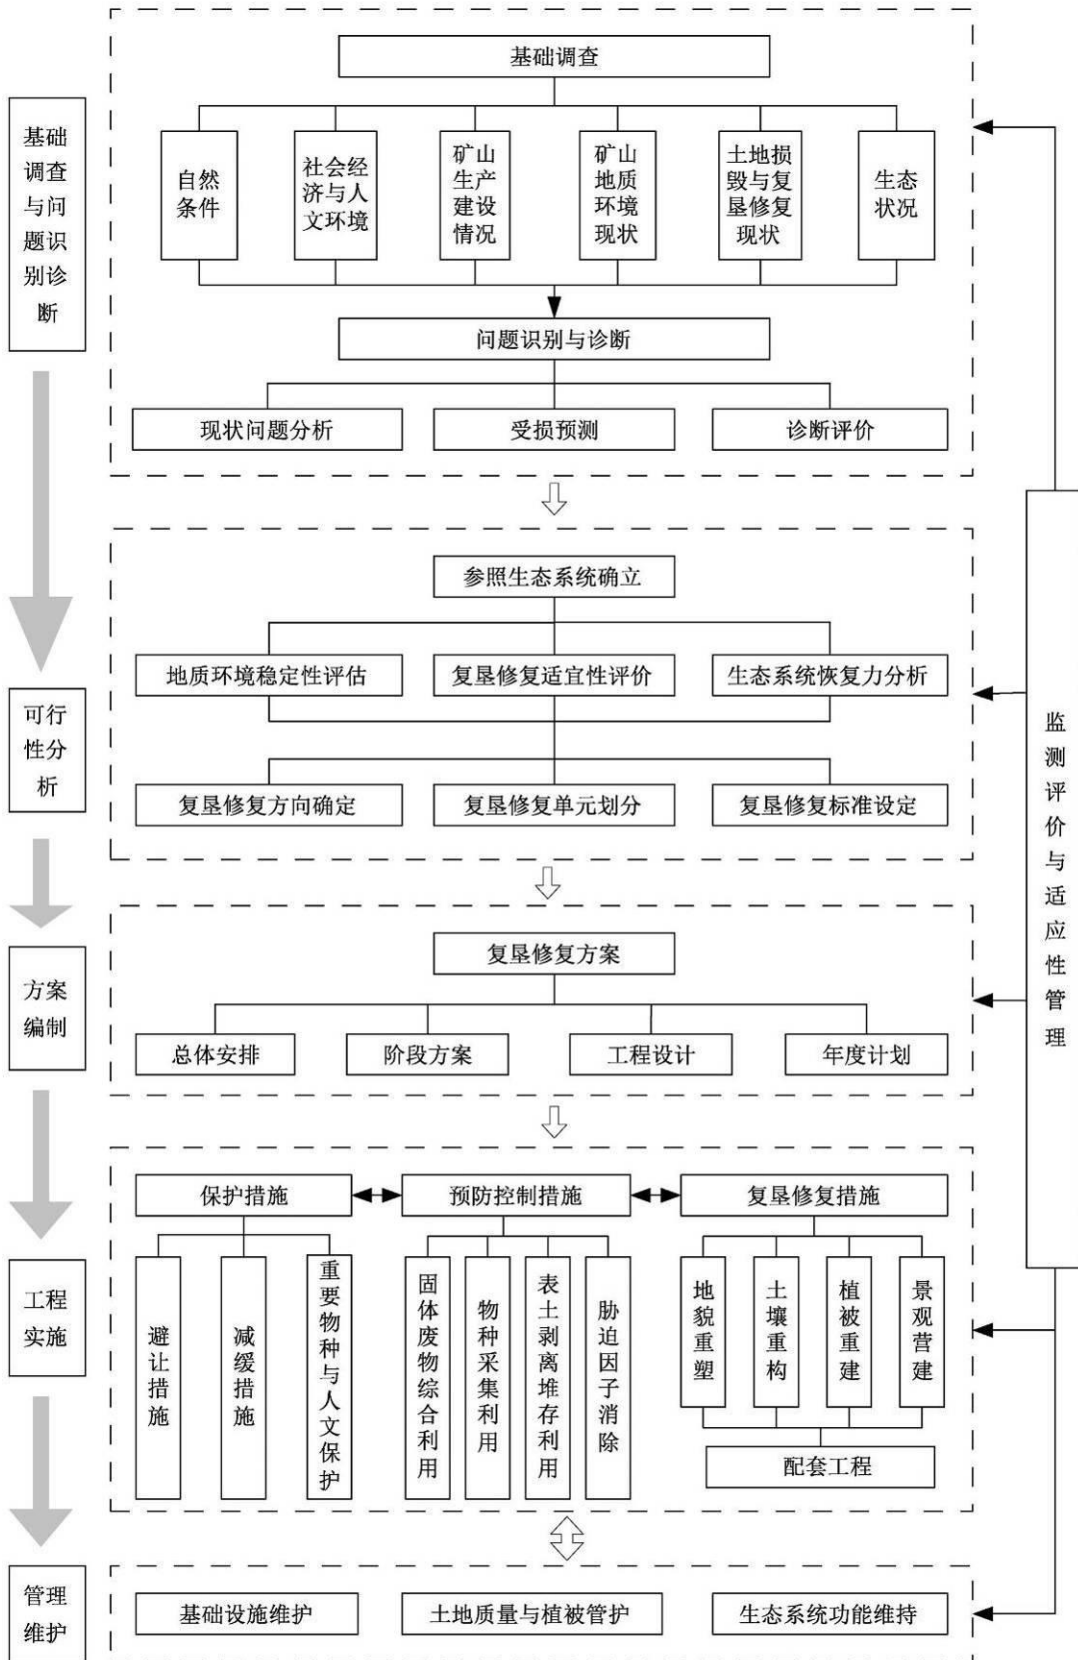 基础
调查
与问
题识
别诊
断
基础调查
自然
条件
社会经
济与人
文环境
矿山
生产
建设
情况
矿山
地质
环境
现状
土地损
毁与复
垦修复
现状
生态
状况
问题识别与诊断
现状问题分析
受损预测
诊断评价
可行
性分
析
参照生态系统确立
地质环境稳定性评估
复垦修复适宜性评价
生态系统恢复力分析
复垦修复方向确定
复垦修复单元划分
复垦修复标准设定
方案
编制
复垦修复方案
总体安排
阶段方案
工程设计
年度计划
工程
实施
保护措施
预防控制措施
复垦修复措施
避让措施
减缓措施
重要物种与人文保护
固体废物综合利用
物种采集利用
表土剥离堆存利用
胁迫因子消除
地貌重塑
土壤重构
植被重建
景观营建
配套工程
管理
维护
基础设施维护
土地质量与植被管护
生态系统功能维持
监测评价与适应性管理